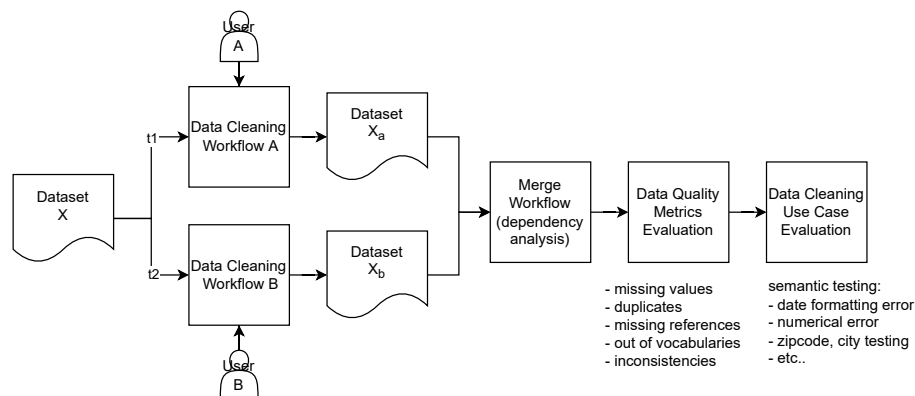 User
A
t1
Data Cleaning
Workflow A
Dataset
Xa
Dataset
X
t2
Data Cleaning
Workflow B
Dataset
Xb
User
B
Merge
Workflow
(dependency
analysis)
Data Quality
Metrics
Evaluation
Data Cleaning
Use Case
Evaluation
- missing values
- duplicates
- missing references
- out of vocabularies
- inconsistencies
semantic testing:
- date formatting error
- numerical error
- zipcode, city testing
- etc..